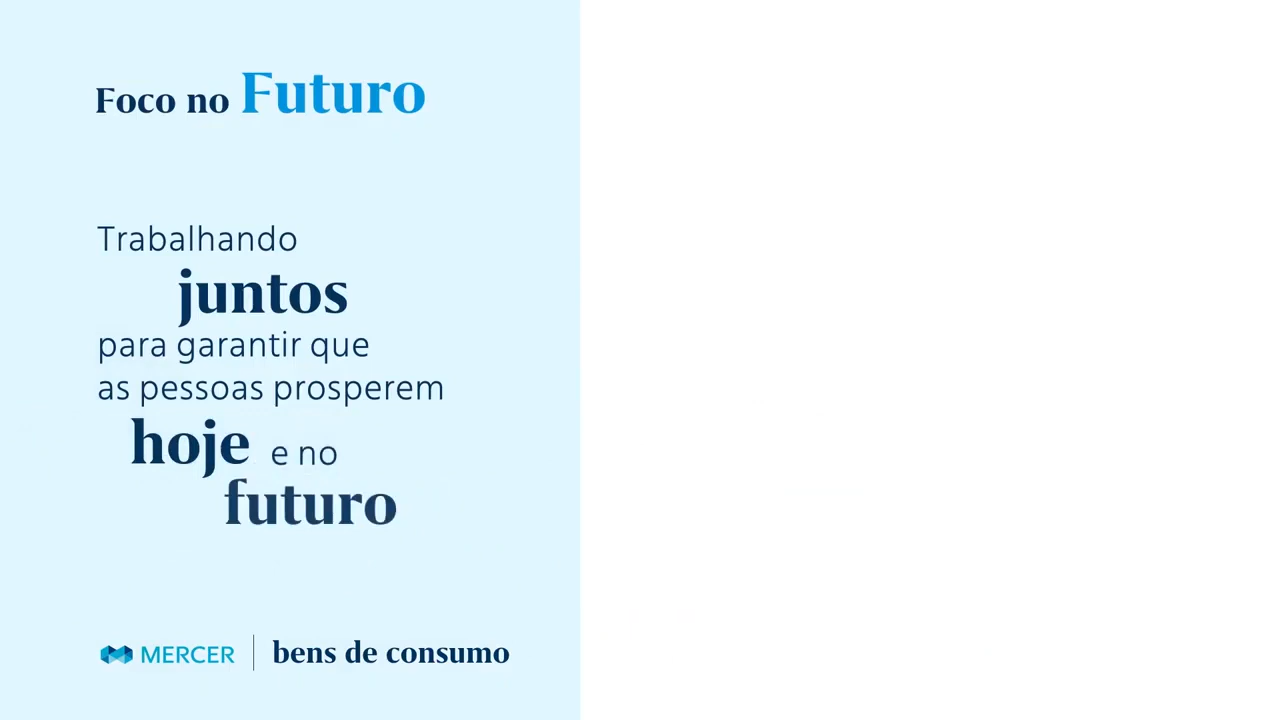 Foco no Futuro
Trabalhando
juntos
para garantir que
as pessoas prosperem
hoje e no
futuro
MERCER | bens de consumo